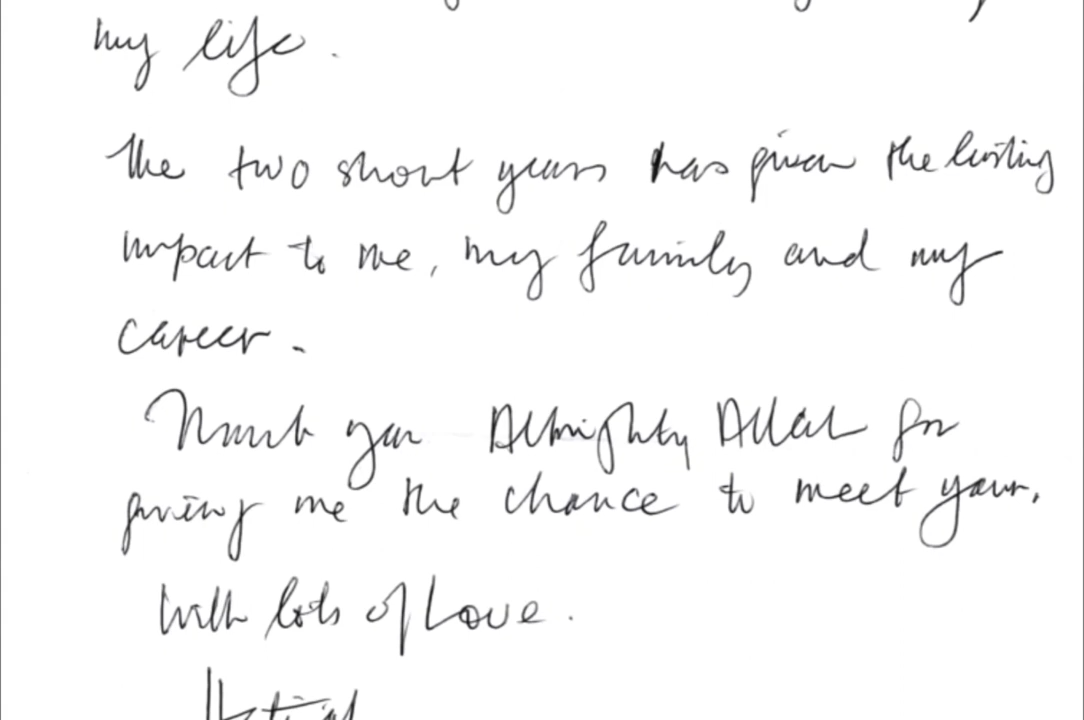 my life.
The two short years has given the lasting
impact to me, my family and my
career.
Thank you Almighty Allah for
giving me the chance to meet you.
With lots of Love.